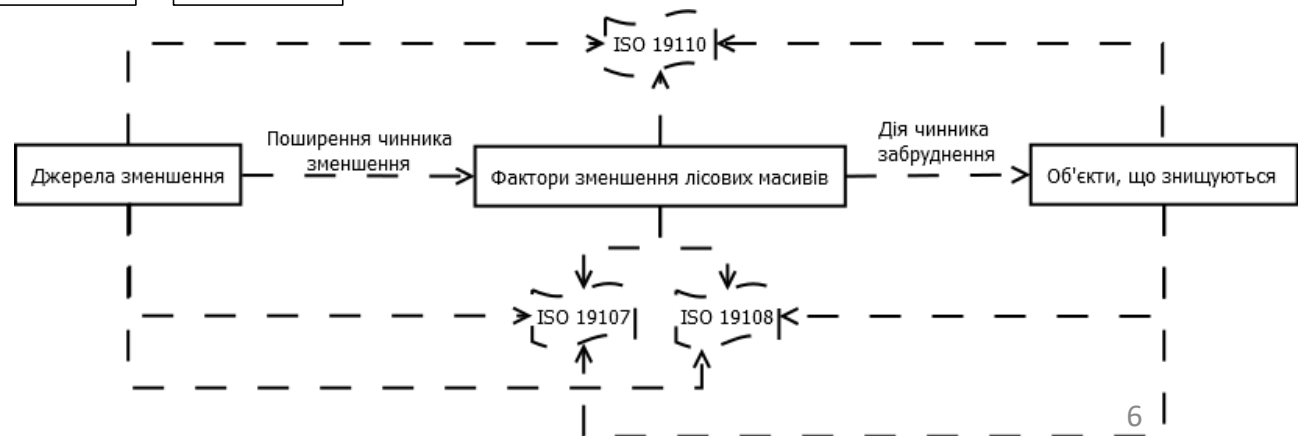 ISO 19110
Поширення чинника
зменшення
Дія чинника
забруднення
Джерела зменшення
Фактори зменшення лісових масивів
Об'єкти, що знищуються
ISO 19107
ISO 19108
6